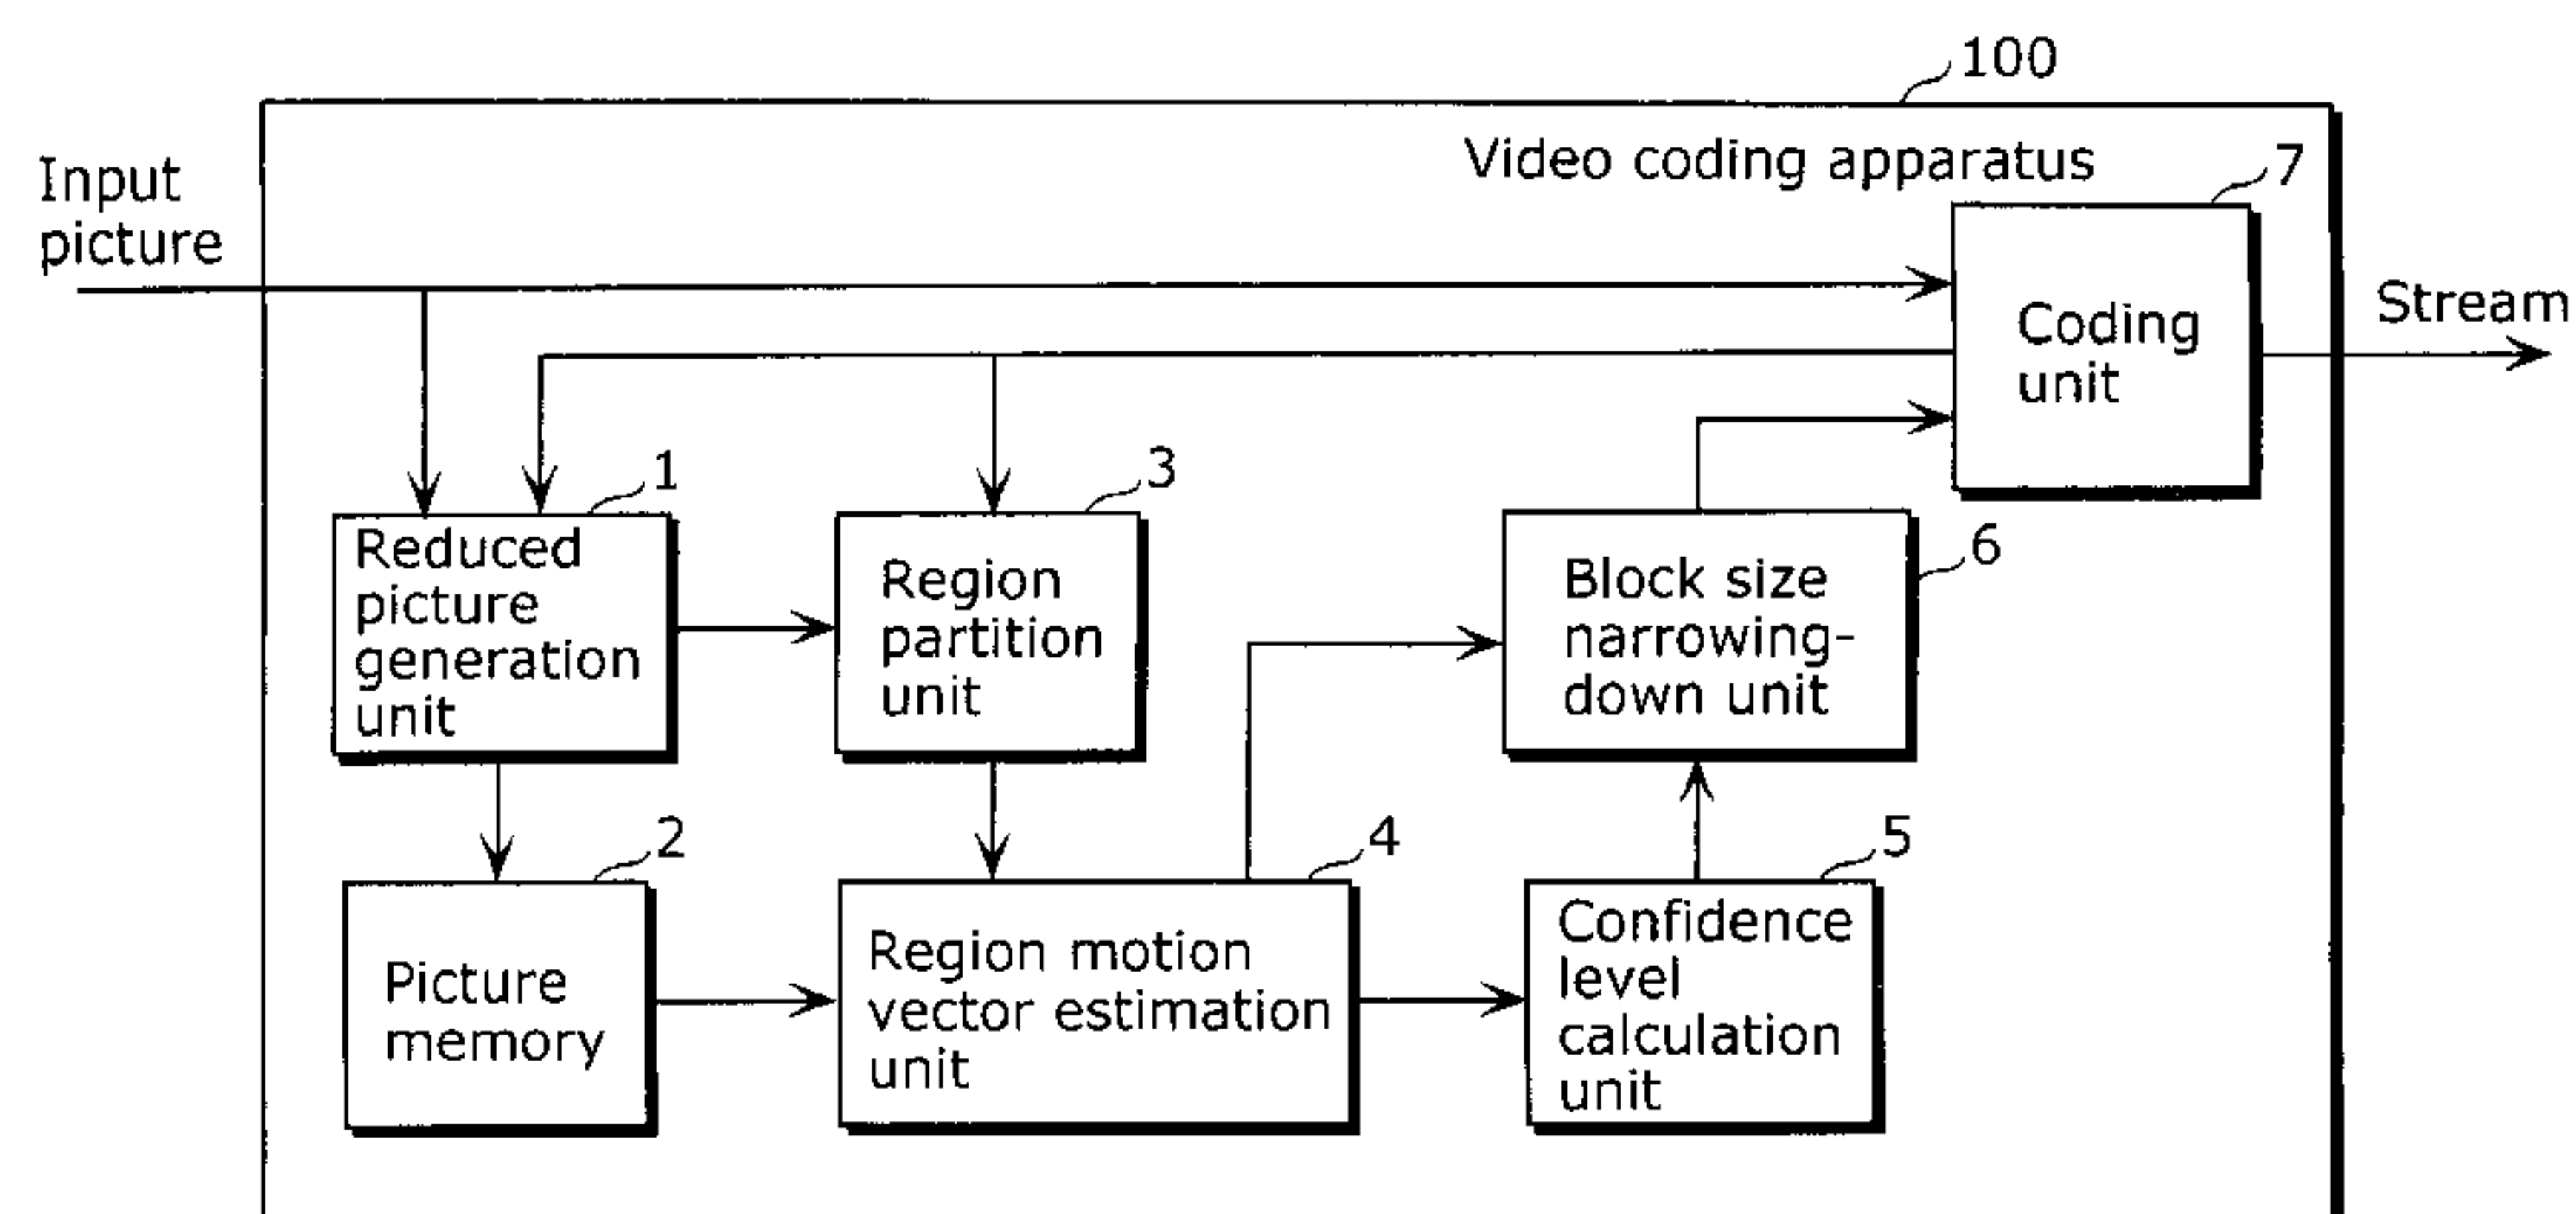 100
Video coding apparatus
7
Input
picture
Coding
unit
Stream
1
Reduced
picture
generation
unit
3
Region
partition
unit
6
Block size
narrowing-
down unit
2
Picture
memory
4
Region motion
vector estimation
unit
5
Confidence
level
calculation
unit